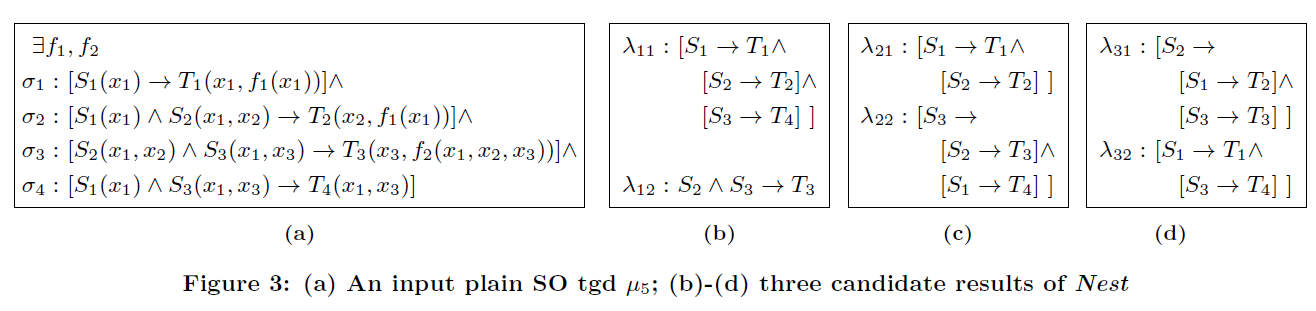 ∃f₁, f₂
σ₁ : [S₁(x₁) → T₁(x₁, f₁(x₁))]∧
σ₂ : [S₁(x₁) ∧ S₂(x₁, x₂) → T₂(x₂, f₁(x₁))]∧
σ₃ : [S₂(x₁, x₂) ∧ S₃(x₁, x₃) → T₃(x₃, f₂(x₁, x₂, x₃))]∧
σ₄ : [S₁(x₁) ∧ S₃(x₁, x₃) → T₄(x₁, x₃)]
(a)
λ₁₁ : [S₁ → T₁∧
[S₂ → T₂]∧
[S₃ → T₄] ]
λ₁₂ : S₂ ∧ S₃ → T₃
(b)
λ₂₁ : [S₁ → T₁∧
[S₂ → T₂] ]
λ₂₂ : [S₃ →
[S₂ → T₃]∧
[S₁ → T₄] ]
(c)
λ₃₁ : [S₂ →
[S₁ → T₂]∧
[S₃ → T₃] ]
λ₃₂ : [S₁ → T₁∧
[S₃ → T₄] ]
(d)
Figure 3: (a) An input plain SO tgd μ₅; (b)-(d) three candidate results of Nest